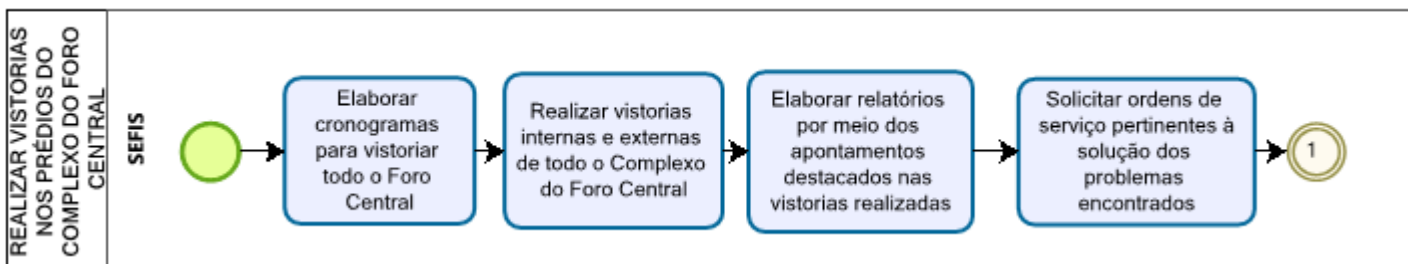 REALIZAR VISTORIAS
NOS PRÉDIOS DO
COMPLEXO DO FORO
CENTRAL
SEFIS
Elaborar
cronogramas
para vistoriar
todo o Foro
Central
Realizar vistorias
internas e externas
de todo o Complexo
do Foro Central
Elaborar relatórios
por meio dos
apontamentos
destacados nas
vistorias realizadas
Solicitar ordens de
serviço pertinentes à
solução dos
problemas
encontrados
1